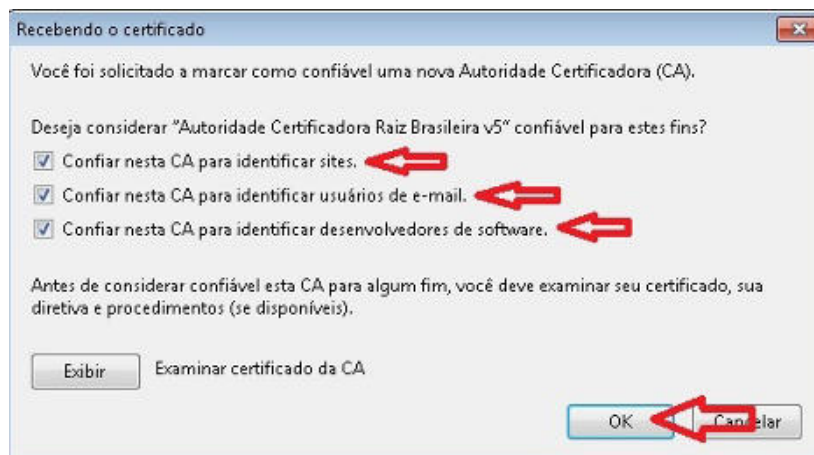 Recebendo o certificado
Você foi solicitado a marcar como confiável uma nova Autoridade Certificadora (CA).
Deseja considerar "Autoridade Certificadora Raiz Brasileira v5" confiável para estes fins?
Confiar nesta CA para identificar sites.
Confiar nesta CA para identificar usuários de e-mail.
Confiar nesta CA para identificar desenvolvedores de software.
Antes de considerar confiável esta CA para algum fim, você deve examinar seu certificado, sua
diretiva e procedimentos (se disponíveis).
Exibir Examinar certificado da CA
OK Cancelar